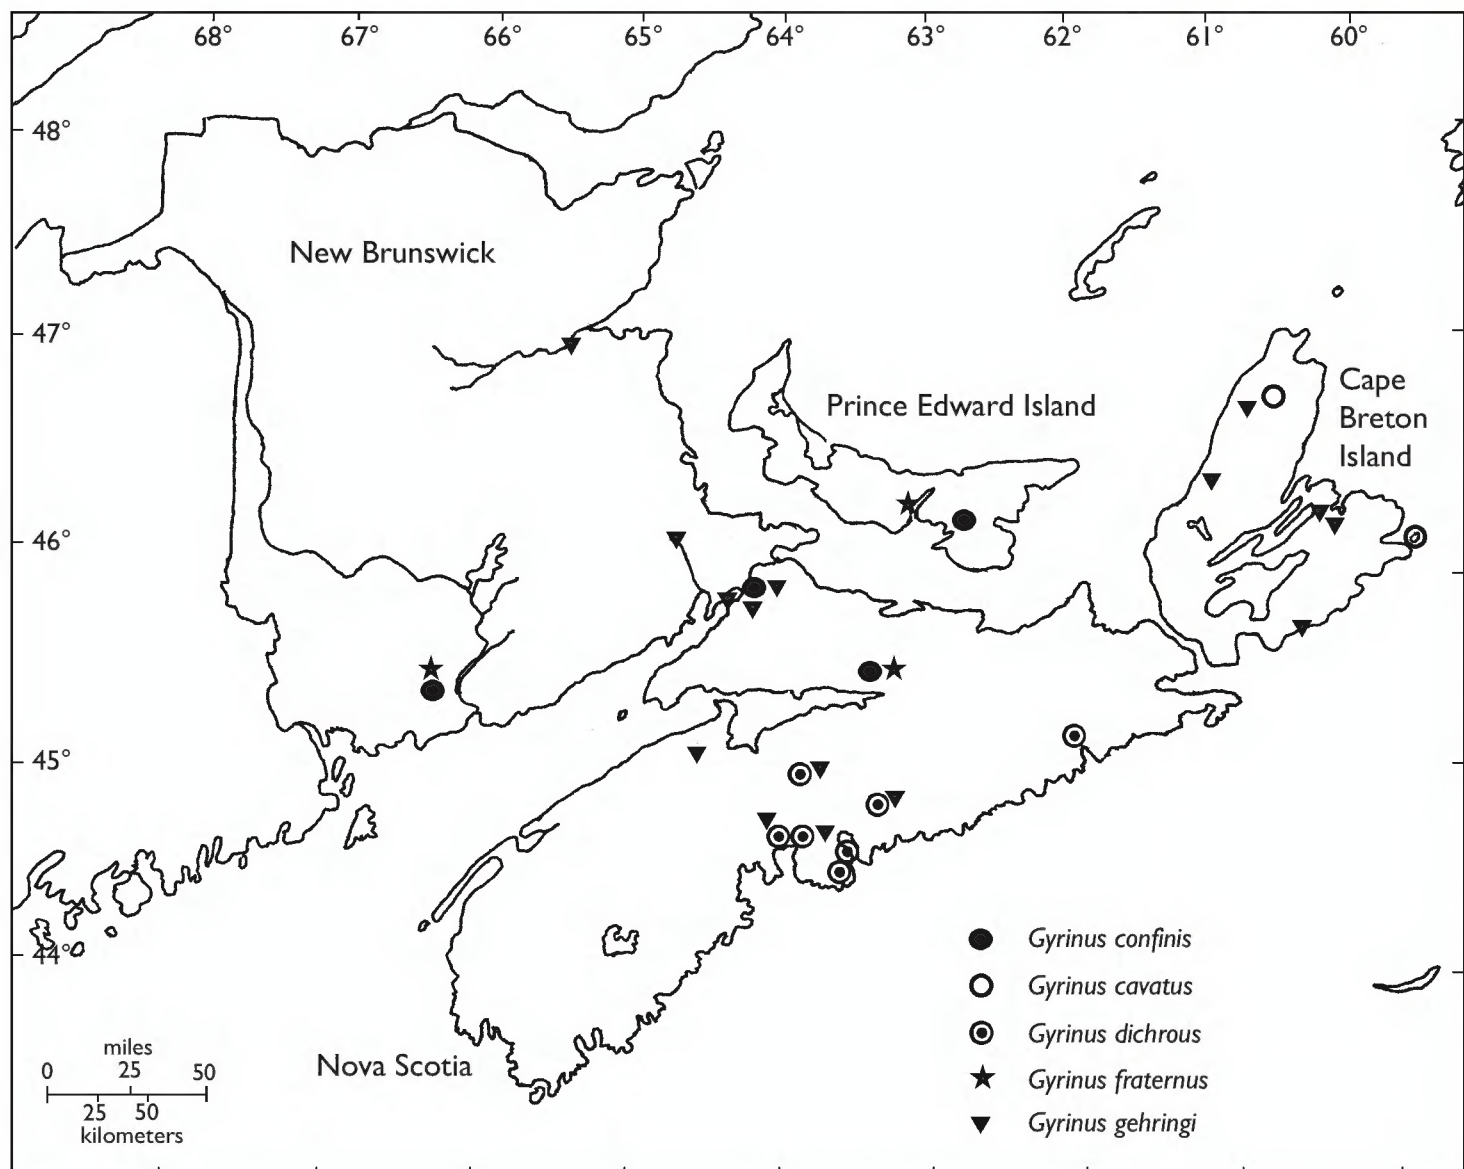 68° 67° 66° 65° 64° 63° 62° 61° 60°
48°
New Brunswick
47°
Cape
Breton
Island
Prince Edward Island
46°
45°
44°
Gyrinus confinis
Gyrinus cavatus
Gyrinus dichrous
Gyrinus fraternus
Gyrinus gehringi
Nova Scotia
miles
0 25 50
25 50
kilometers